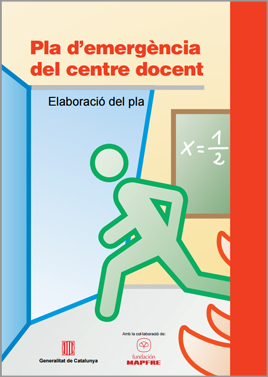 Pla d'emergència
del centre docent
Elaboració del pla
x = 1/2
Generalitat de Catalunya
Amb la col·laboració de:
fundación
MAPFRE